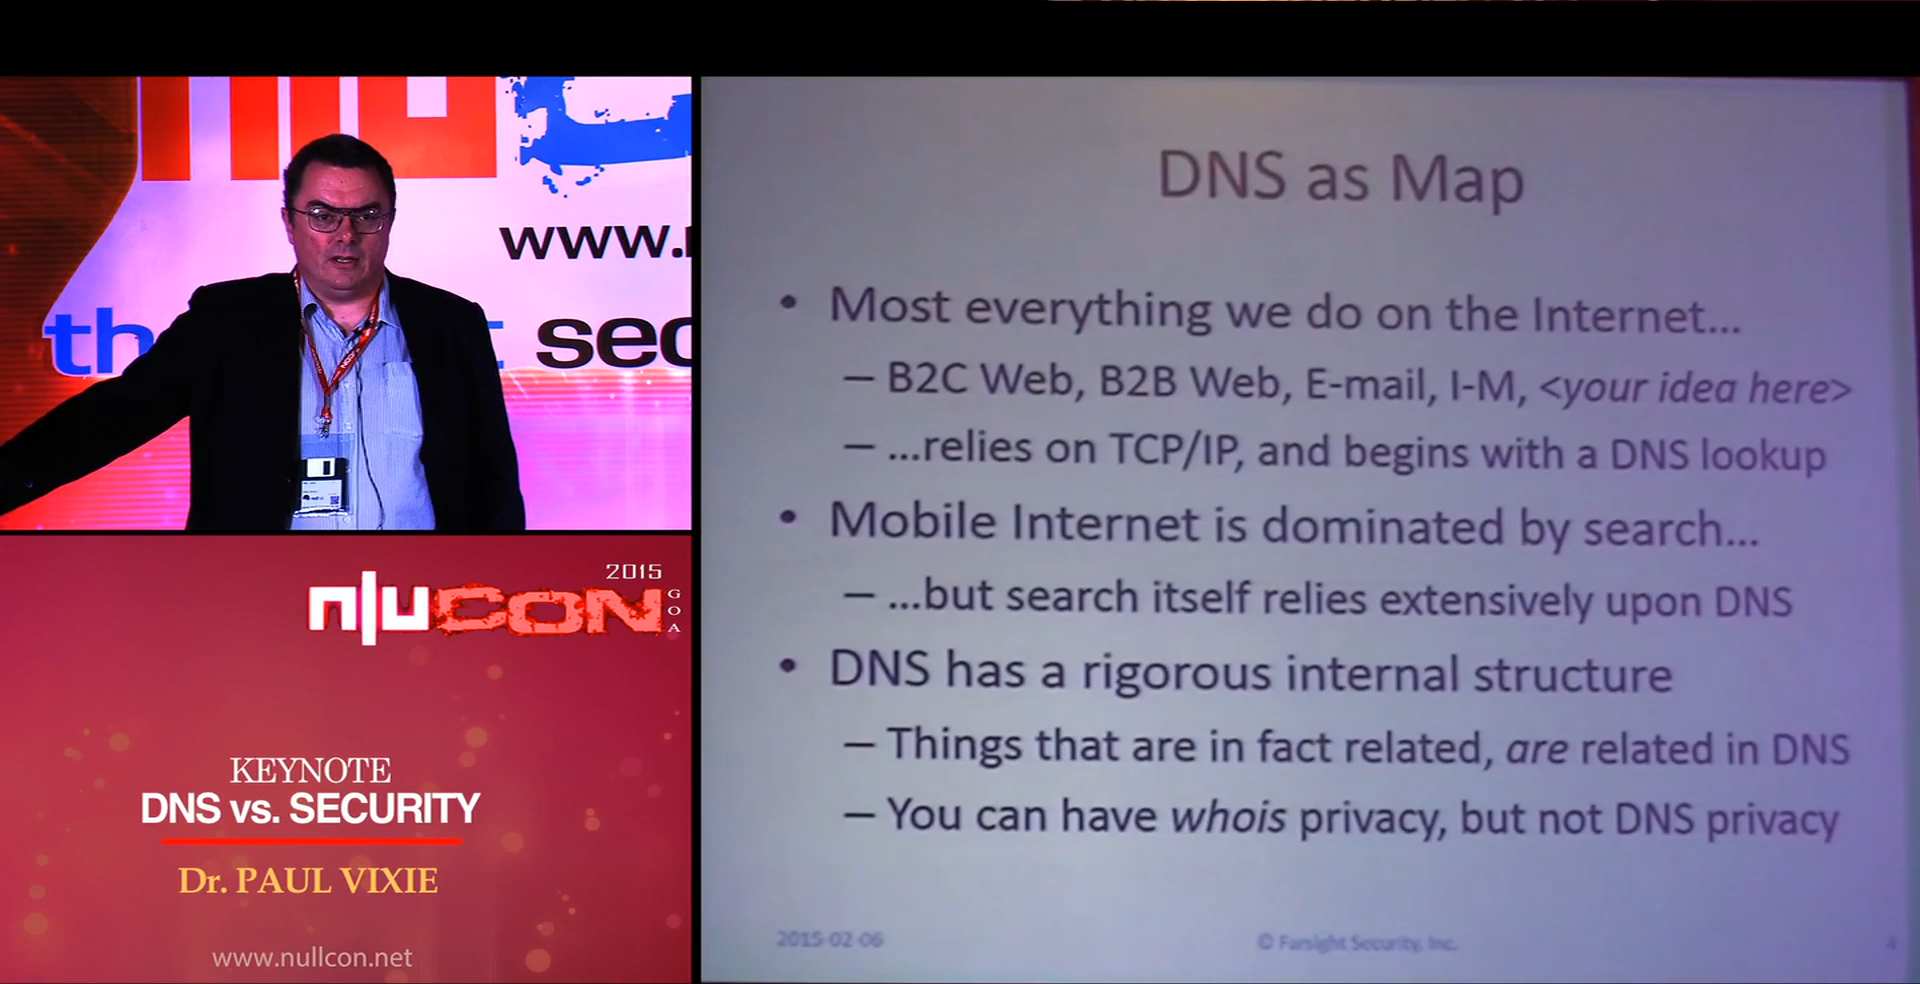 www.
th
sec
2015
n|uCON
GOA
KEYNOTE
DNS vs. SECURITY
Dr. PAUL VIXIE
www.nullcon.net
DNS as Map
• Most everything we do on the Internet...
– B2C Web, B2B Web, E-mail, I-M, <your idea here>
– ...relies on TCP/IP, and begins with a DNS lookup
• Mobile Internet is dominated by search...
– ...but search itself relies extensively upon DNS
• DNS has a rigorous internal structure
– Things that are in fact related, are related in DNS
– You can have whois privacy, but not DNS privacy
2015-02-06
© Farsight Security, Inc.
4